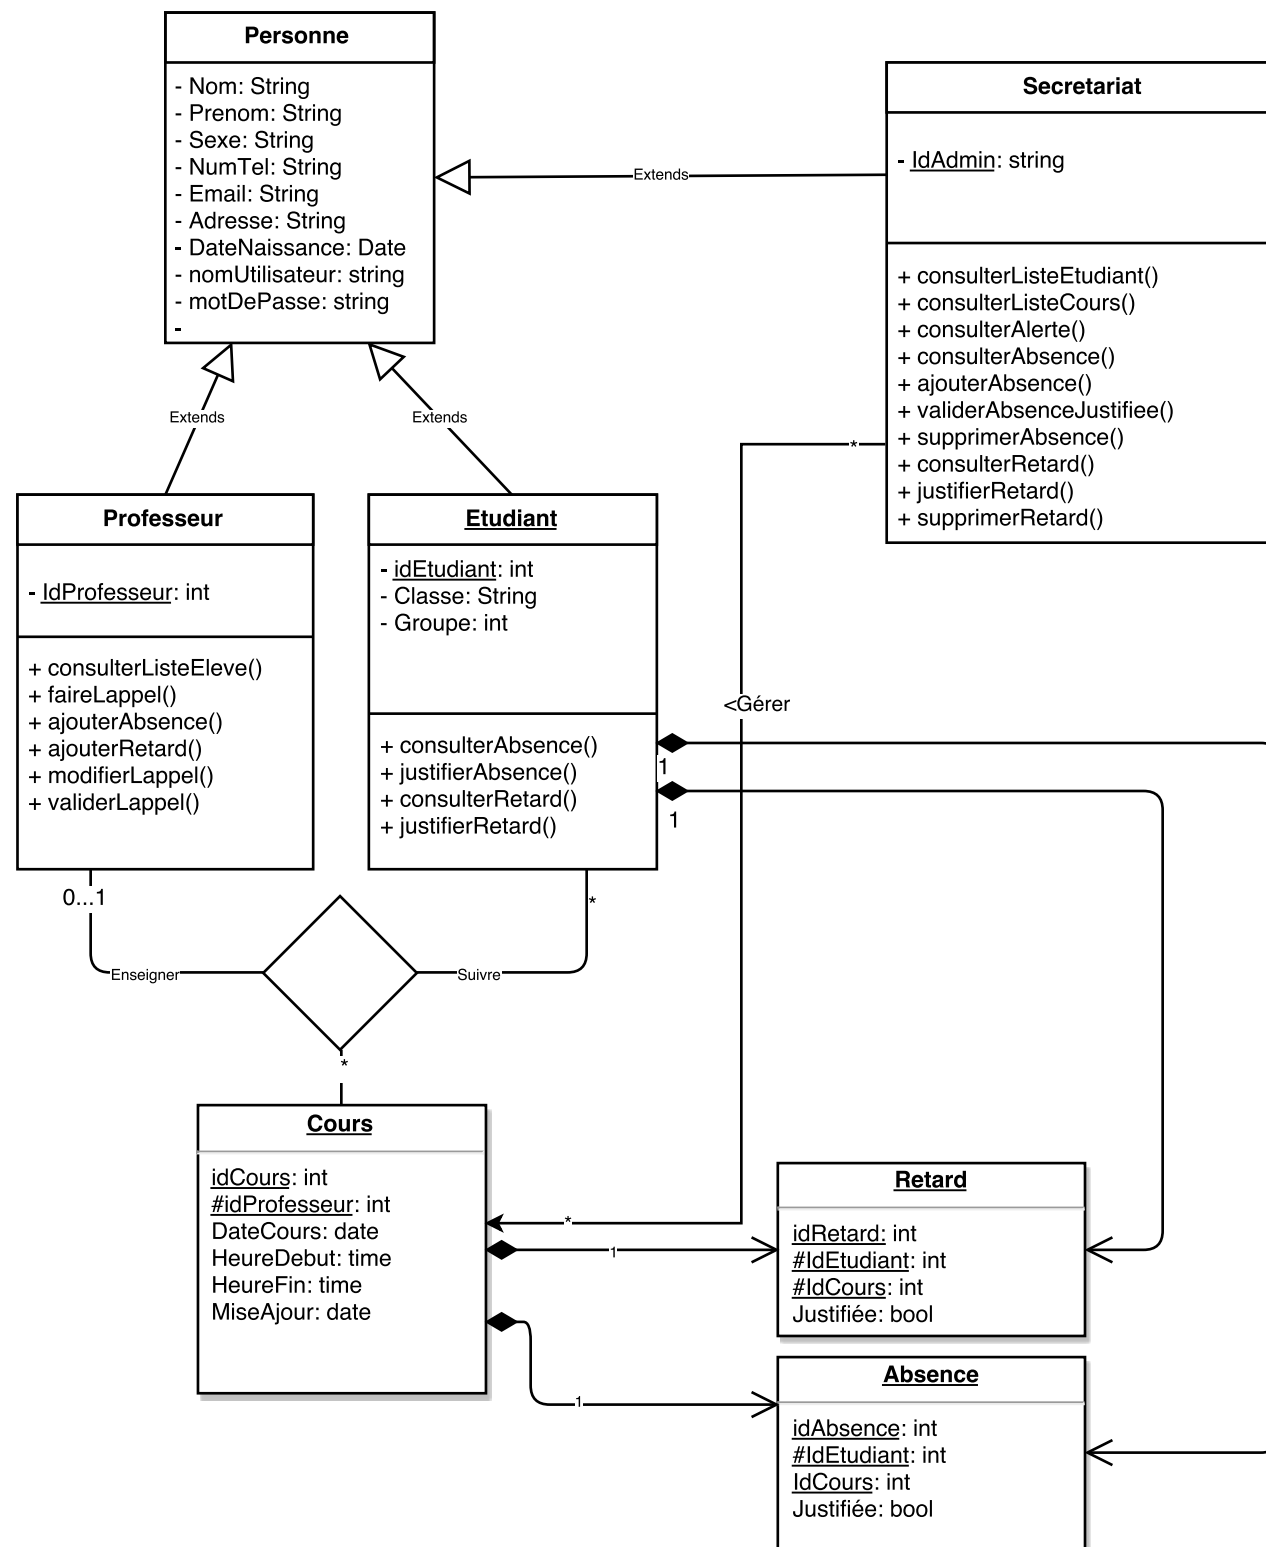 Personne
- Nom: String
- Prenom: String
- Sexe: String
- NumTel: String
- Email: String
- Adresse: String
- DateNaissance: Date
- nomUtilisateur: string
- motDePasse: string
-
Secretariat
- IdAdmin: string
+ consulterListeEtudiant()
+ consulterListeCours()
+ consulterAlerte()
+ consulterAbsence()
+ ajouterAbsence()
+ validerAbsenceJustifiee()
+ supprimerAbsence()
+ consulterRetard()
+ justifierRetard()
+ supprimerRetard()
Extends
Extends
Extends
*
Professeur
- IdProfesseur: int
+ consulterListeEleve()
+ faireLappel()
+ ajouterAbsence()
+ ajouterRetard()
+ modifierLappel()
+ validerLappel()
Etudiant
- idEtudiant: int
- Classe: String
- Groupe: int
+ consulterAbsence()
+ justifierAbsence()
+ consulterRetard()
+ justifierRetard()
<Gérer
1
1
0...1
*
Enseigner
Suivre
*
Cours
idCours: int
#idProfesseur: int
DateCours: date
HeureDebut: time
HeureFin: time
MiseAjour: date
*
1
1
Retard
idRetard: int
#IdEtudiant: int
#IdCours: int
Justifiée: bool
Absence
idAbsence: int
#IdEtudiant: int
IdCours: int
Justifiée: bool